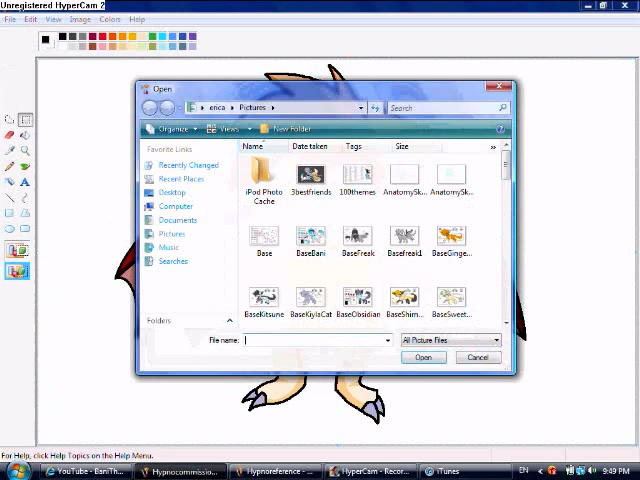 Unregistered HyperCam 2
File Edit View Image Colors Help
Open
erica Pictures Search
Organize Views New Folder
Favorite Links
Recently Changed
Recent Places
Desktop
Computer
Documents
Pictures
Music
Searches
Folders
Name Date taken Tags Size »
iPod Photo Cache 3bestfriends 100themes AnatomySk... AnatomySk...
Base BaseBani BaseFreak Basefreak1 BaseGinge...
BaseKitsune BaseKiylaCat BaseObsidian BaseShim... BaseSweet...
File name: All Picture Files
Open Cancel
For Help, click Help Topics on the Help Menu.
YouTube - BaniTh... Hypnocommissio... Hypnoreference - ... HyperCam - Recor... iTunes EN 9:49 PM